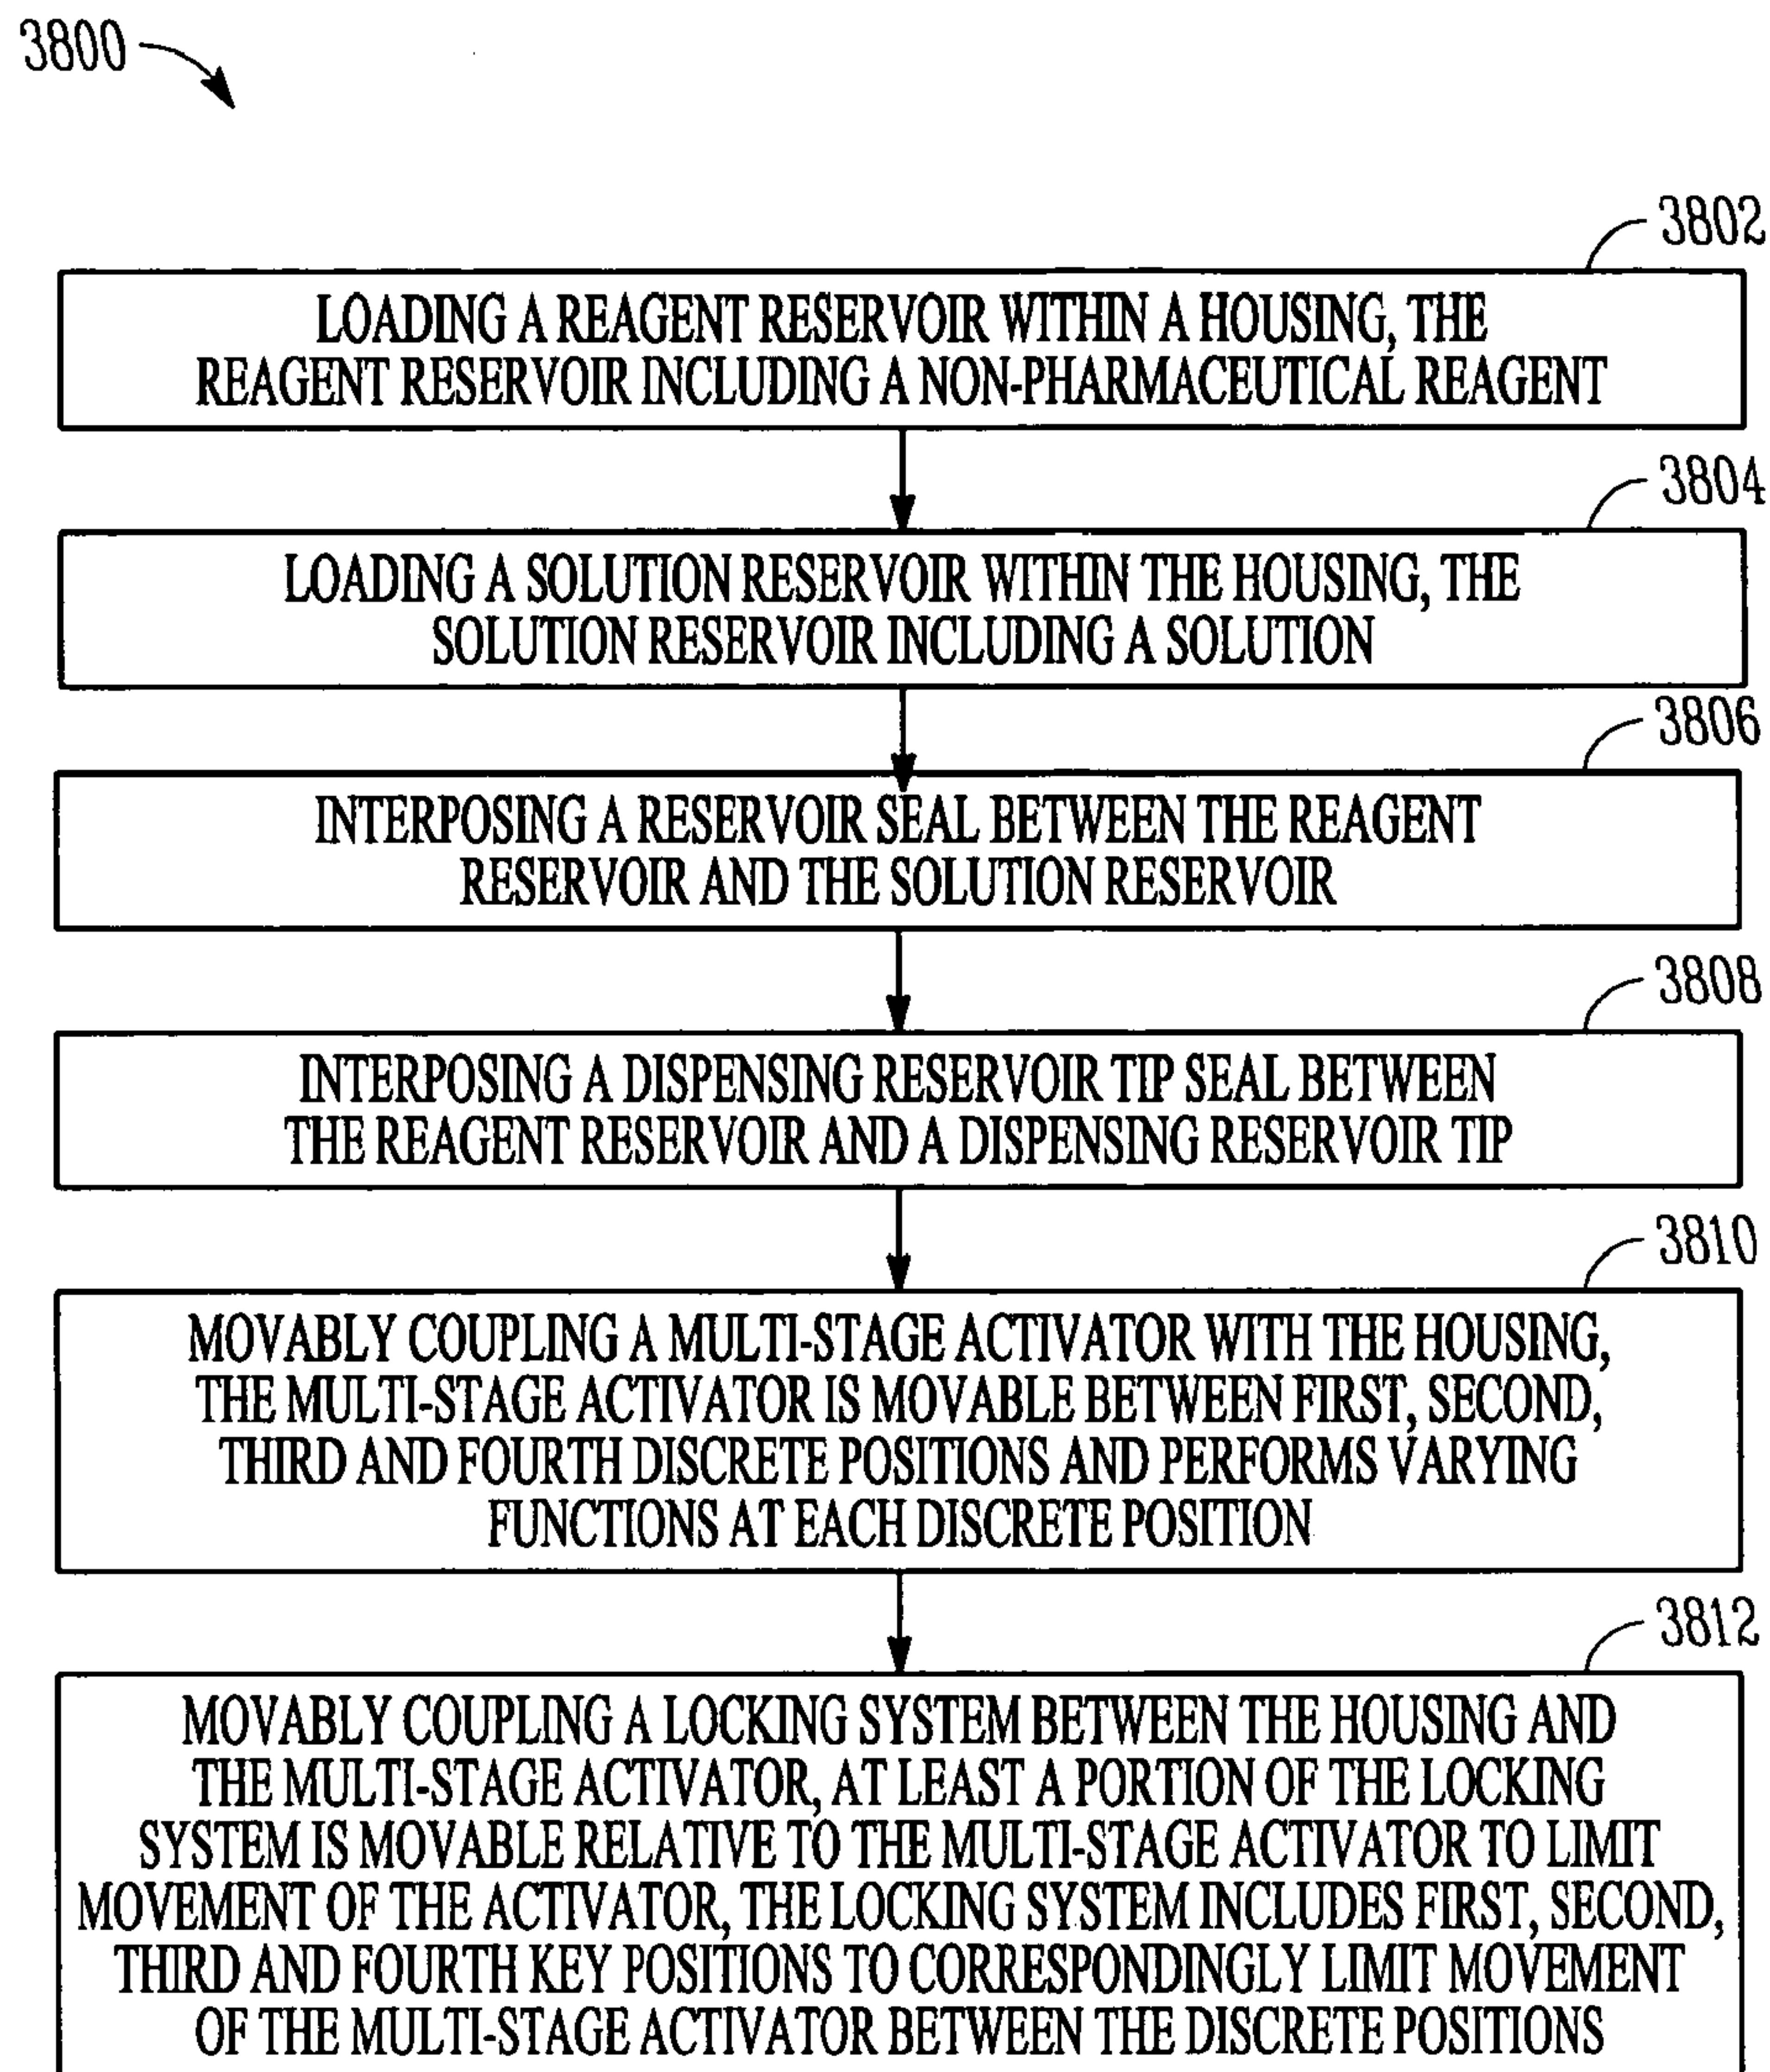 3800
3802
LOADING A REAGENT RESERVOIR WITHIN A HOUSING, THE
REAGENT RESERVOIR INCLUDING A NON-PHARMACEUTICAL REAGENT
3804
LOADING A SOLUTION RESERVOIR WITHIN THE HOUSING, THE
SOLUTION RESERVOIR INCLUDING A SOLUTION
3806
INTERPOSING A RESERVOIR SEAL BETWEEN THE REAGENT
RESERVOIR AND THE SOLUTION RESERVOIR
3808
INTERPOSING A DISPENSING RESERVOIR TIP SEAL BETWEEN
THE REAGENT RESERVOIR AND A DISPENSING RESERVOIR TIP
3810
MOVABLY COUPLING A MULTI-STAGE ACTIVATOR WITH THE HOUSING,
THE MULTI-STAGE ACTIVATOR IS MOVABLE BETWEEN FIRST, SECOND,
THIRD AND FOURTH DISCRETE POSITIONS AND PERFORMS VARYING
FUNCTIONS AT EACH DISCRETE POSITION
3812
MOVABLY COUPLING A LOCKING SYSTEM BETWEEN THE HOUSING AND
THE MULTI-STAGE ACTIVATOR, AT LEAST A PORTION OF THE LOCKING
SYSTEM IS MOVABLE RELATIVE TO THE MULTI-STAGE ACTIVATOR TO LIMIT
MOVEMENT OF THE ACTIVATOR, THE LOCKING SYSTEM INCLUDES FIRST, SECOND,
THIRD AND FOURTH KEY POSITIONS TO CORRESPONDINGLY LIMIT MOVEMENT
OF THE MULTI-STAGE ACTIVATOR BETWEEN THE DISCRETE POSITIONS